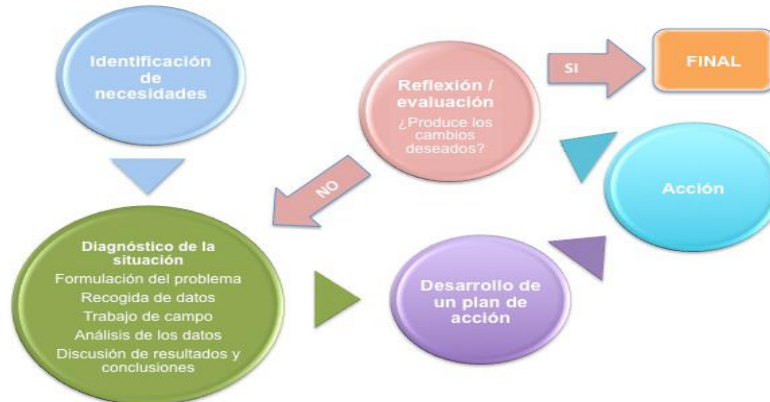 Identificación
de
necesidades
Diagnóstico de la
situación
Formulación del problema
Recogida de datos
Trabajo de campo
Análisis de los datos
Discusión de resultados y
conclusiones
Desarrollo de
un plan de
acción
Acción
Reflexión /
evaluación
¿Produce los
cambios
deseados?
NO
SI
FINAL